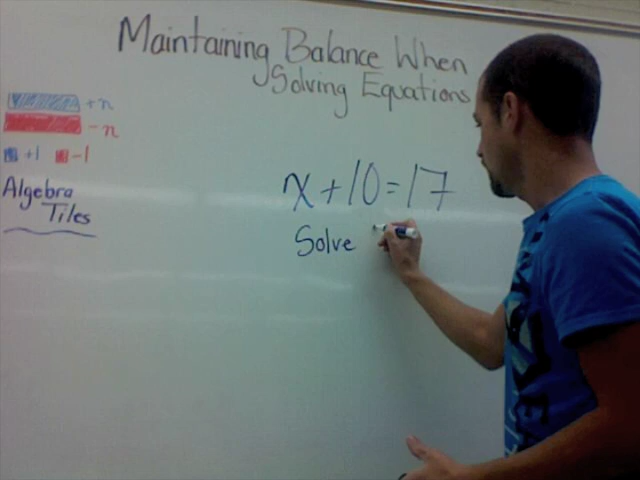 Maintaining Balance When
Solving Equations
+n
-n
+1 -1
Algebra
Tiles
x+10=17
Solve